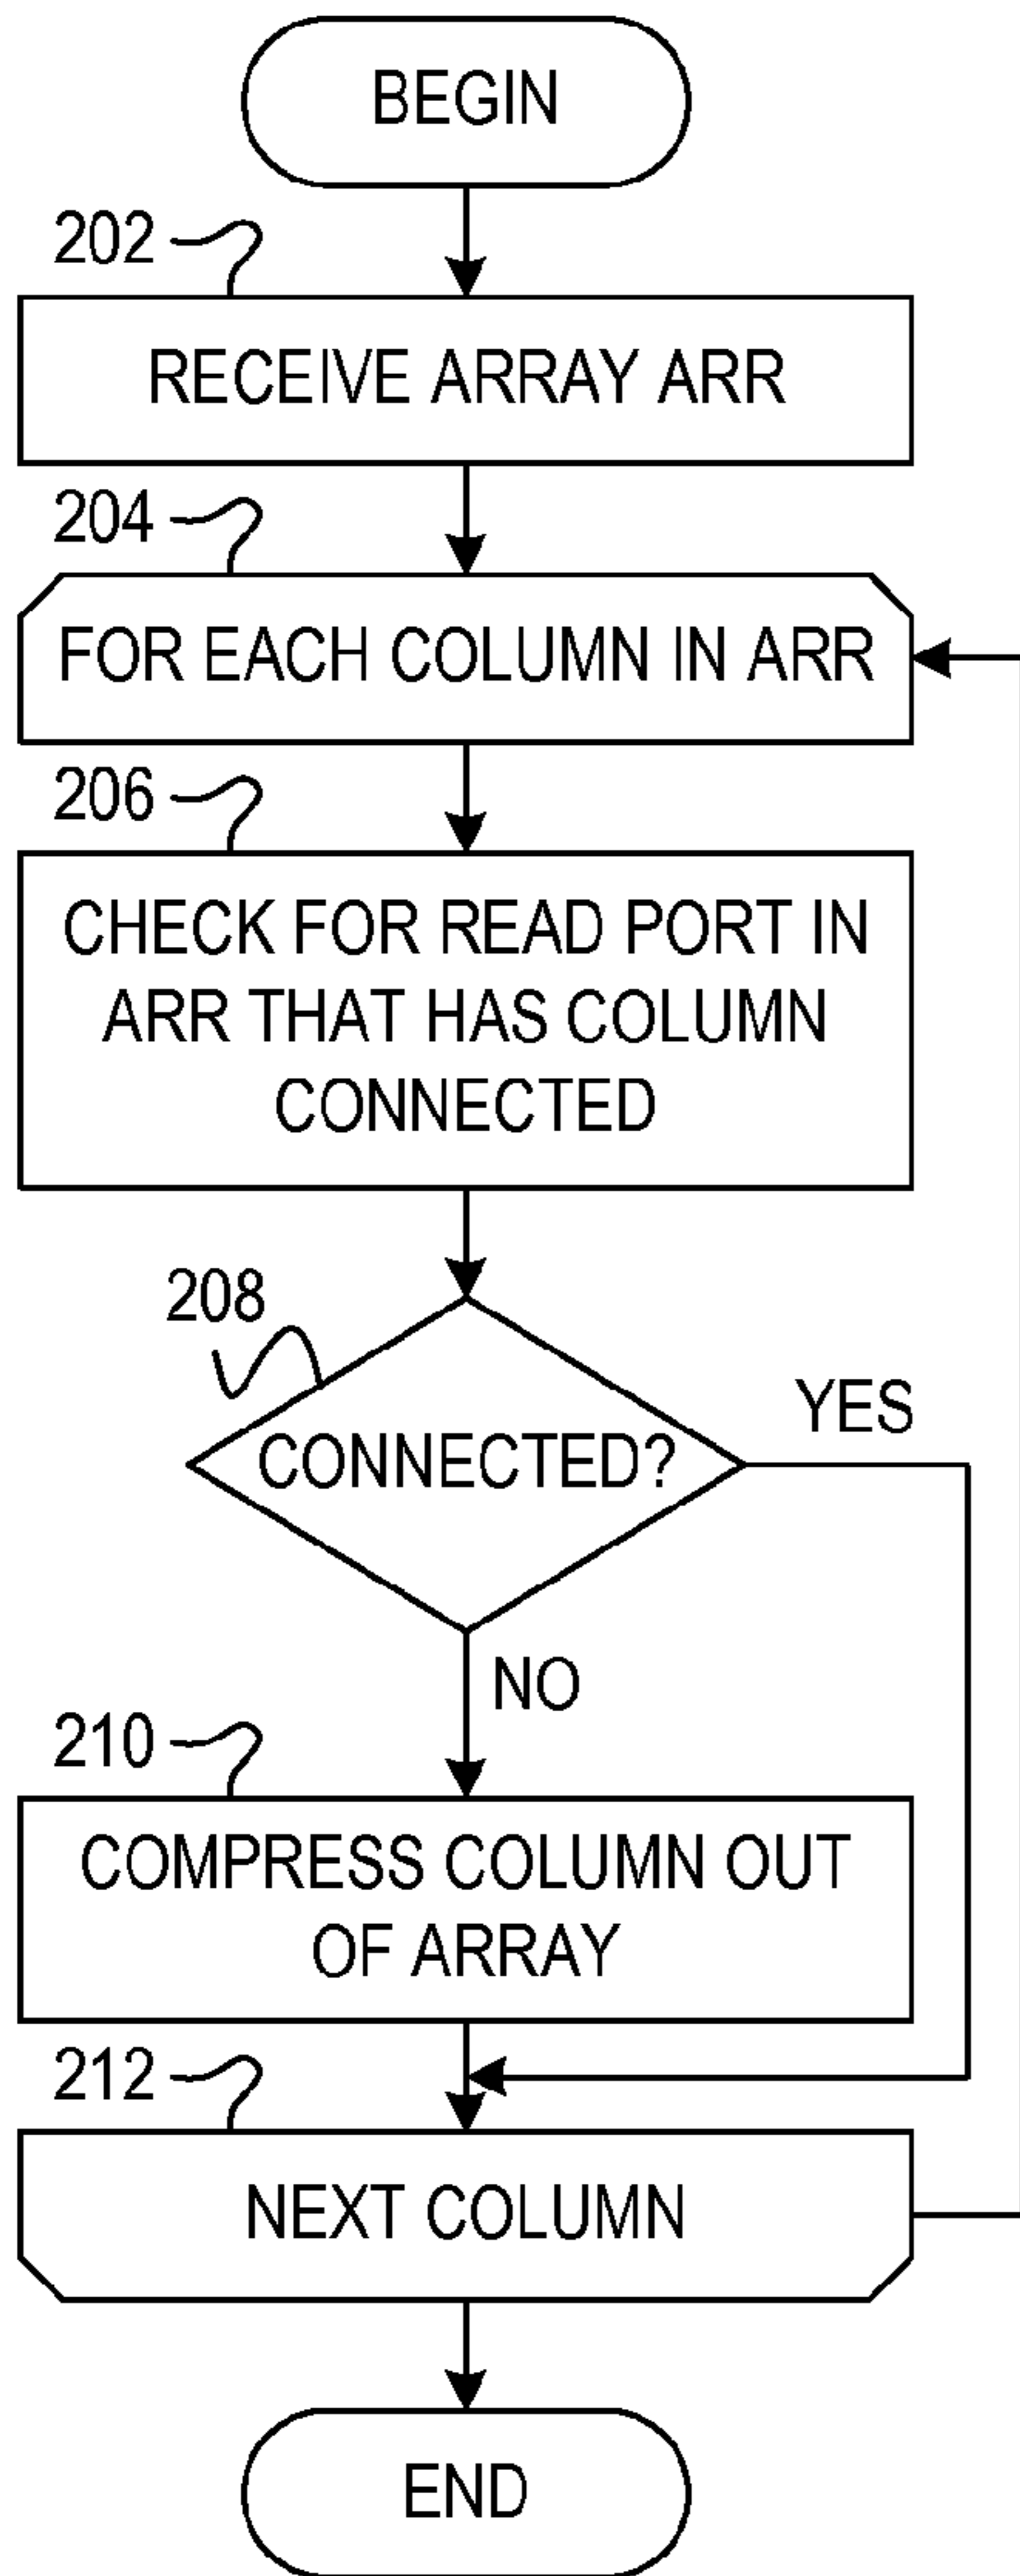 BEGIN
202
RECEIVE ARRAY ARR
204
FOR EACH COLUMN IN ARR
206
CHECK FOR READ PORT IN
ARR THAT HAS COLUMN
CONNECTED
208
CONNECTED?
YES
NO
210
COMPRESS COLUMN OUT
OF ARRAY
212
NEXT COLUMN
END